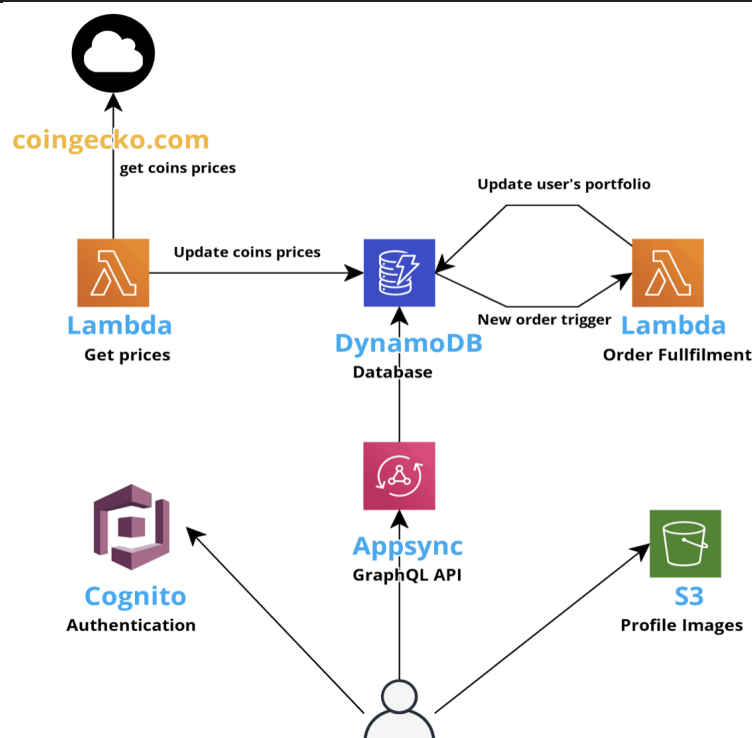 coingecko.com
get coins prices
Update user's portfolio
Update coins prices
New order trigger
Lambda
Get prices
DynamoDB
Database
Lambda
Order Fullfilment
Appsync
GraphQL API
Cognito
Authentication
S3
Profile Images